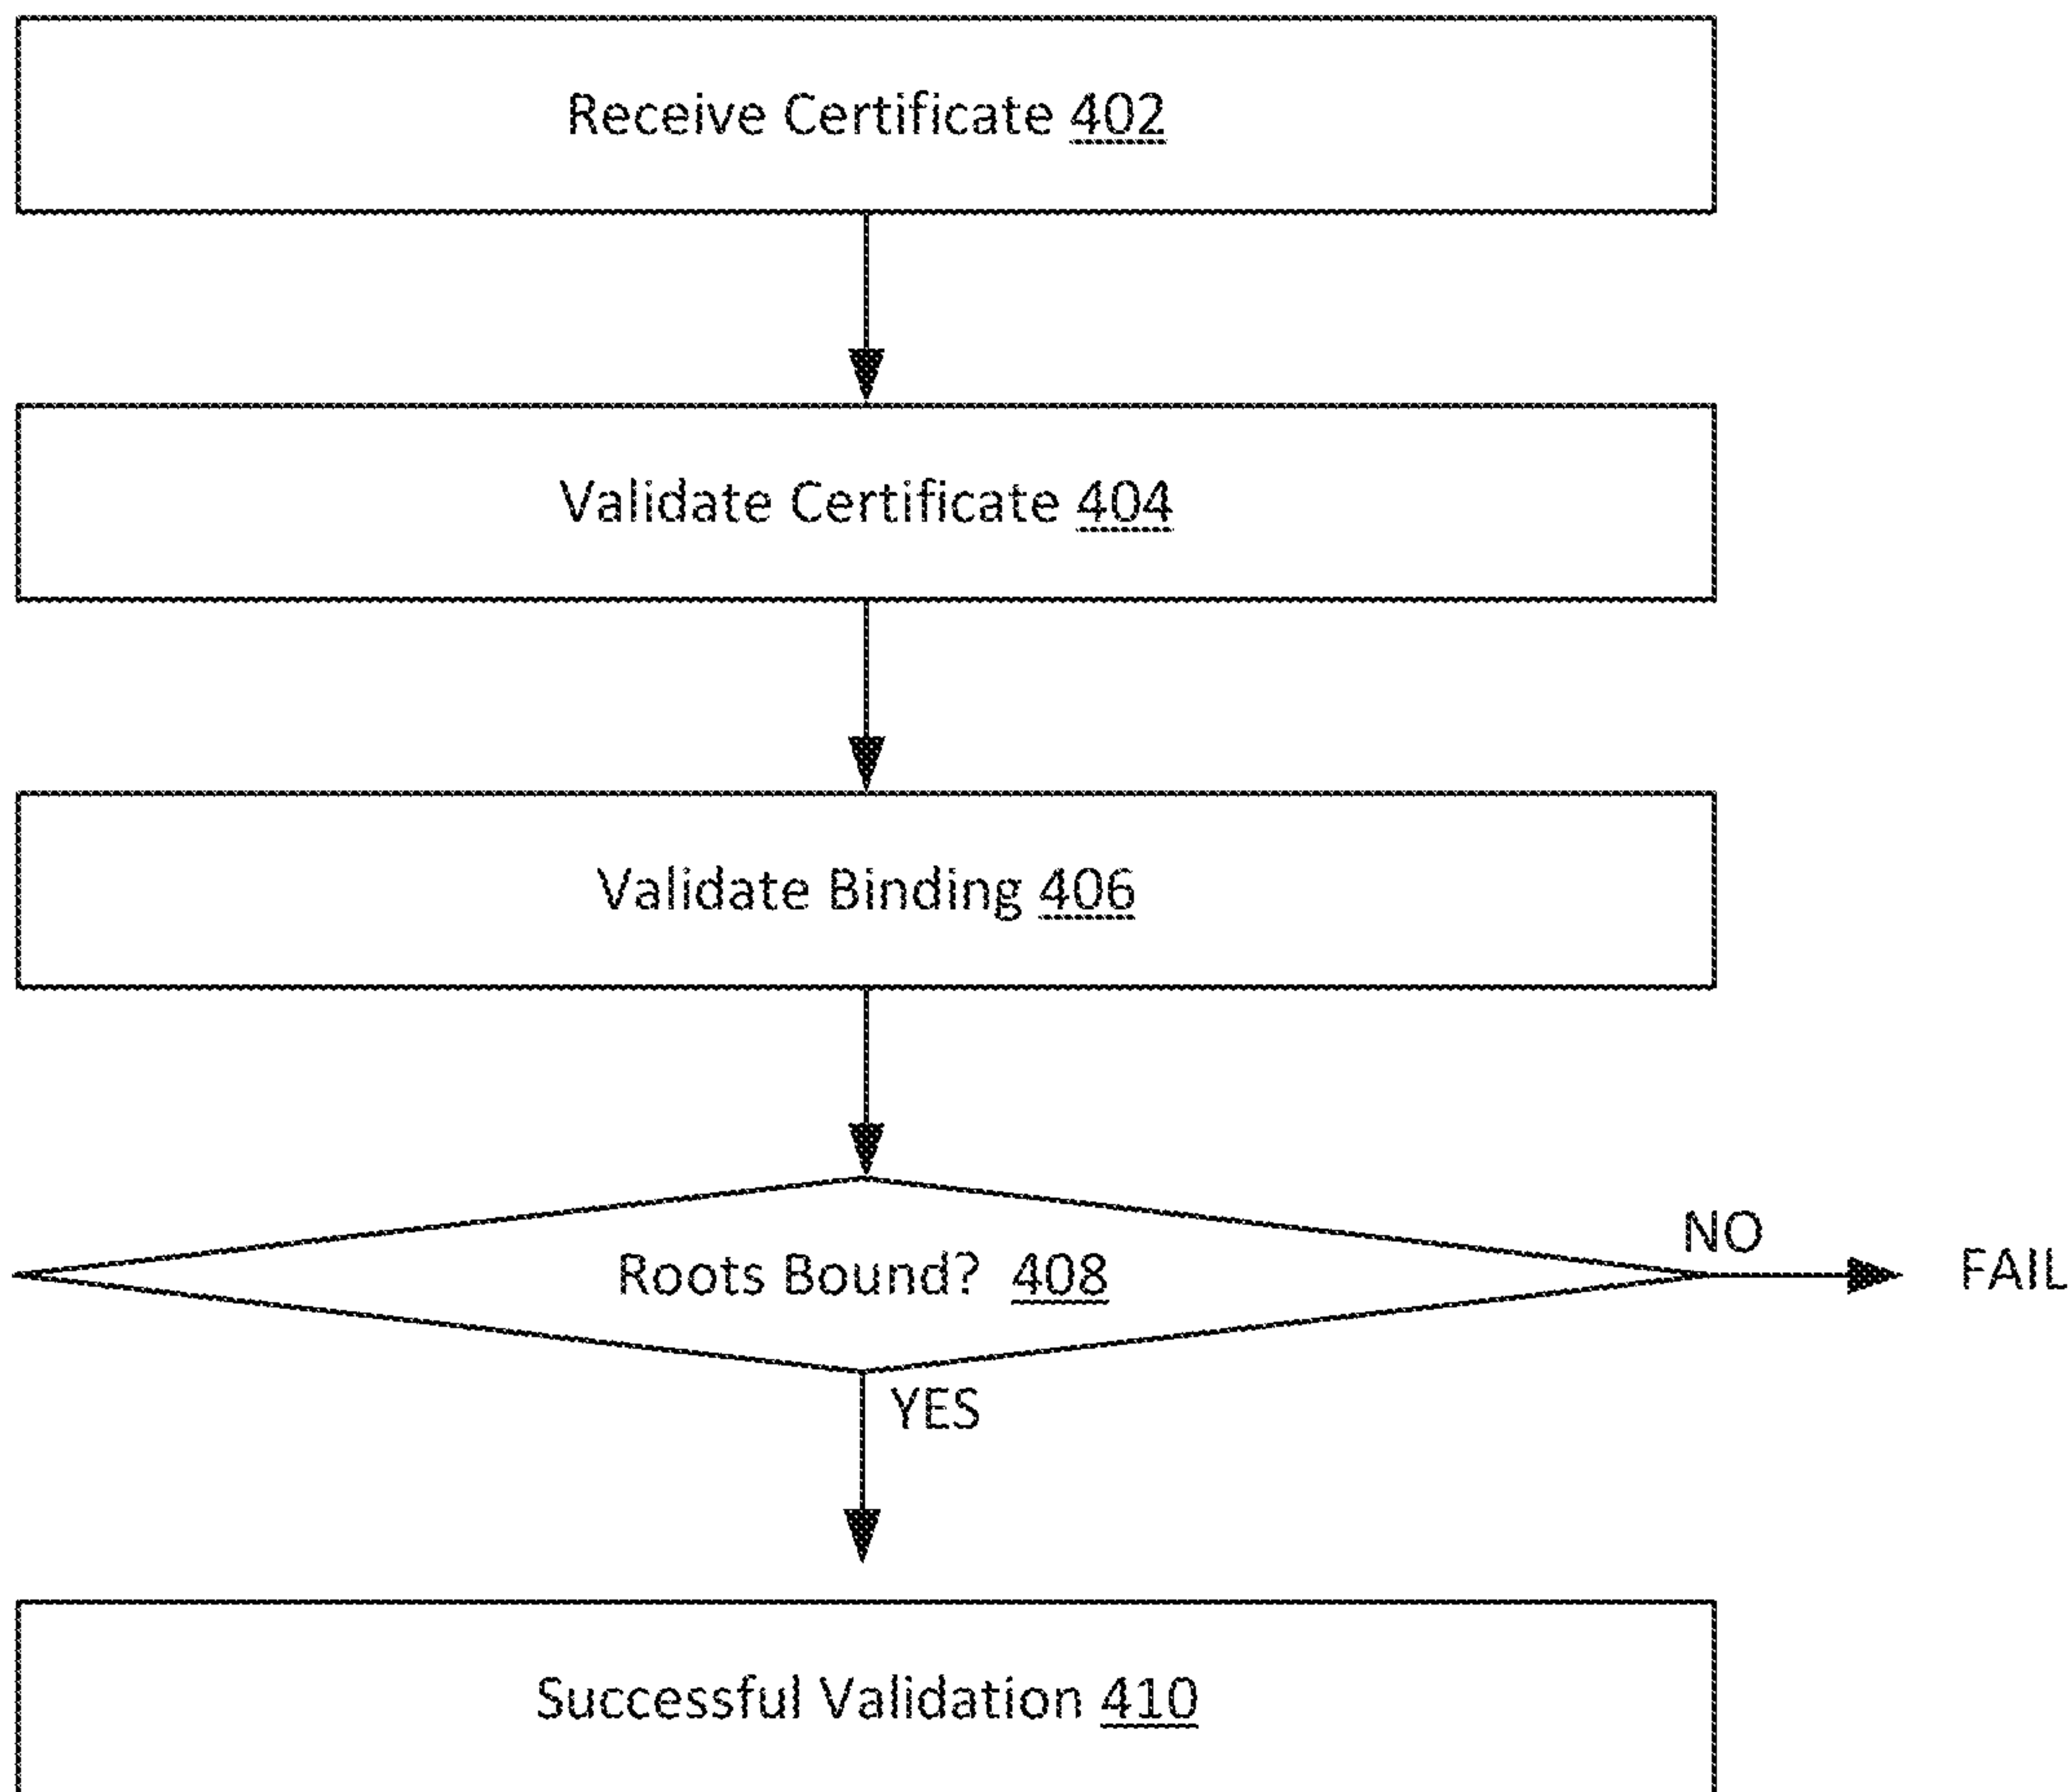 Receive Certificate 402
Validate Certificate 404
Validate Binding 406
Roots Bound? 408
NO
FAIL
YES
Successful Validation 410